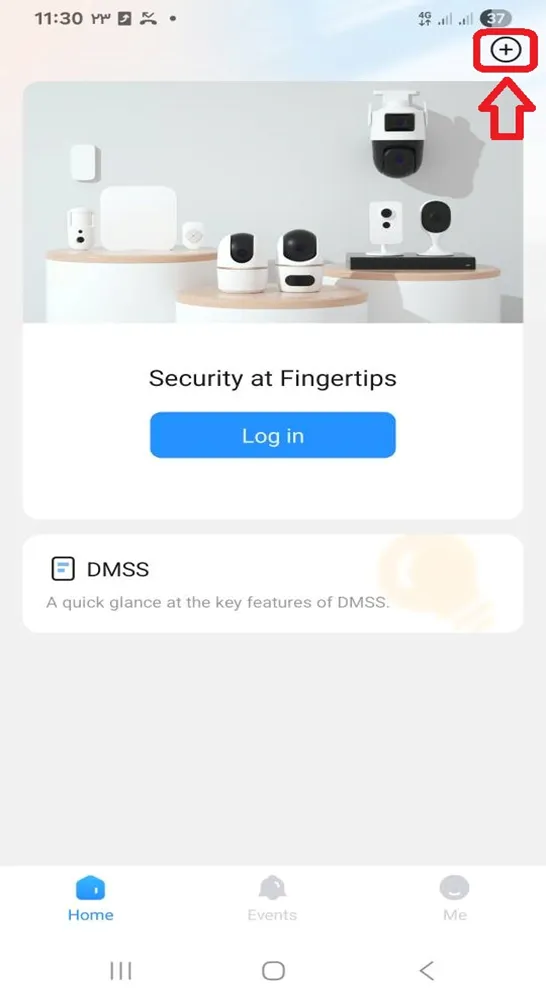 11:30 ٢٣
4G 37
Security at Fingertips
Log in
DMSS
A quick glance at the key features of DMSS.
Home Events Me